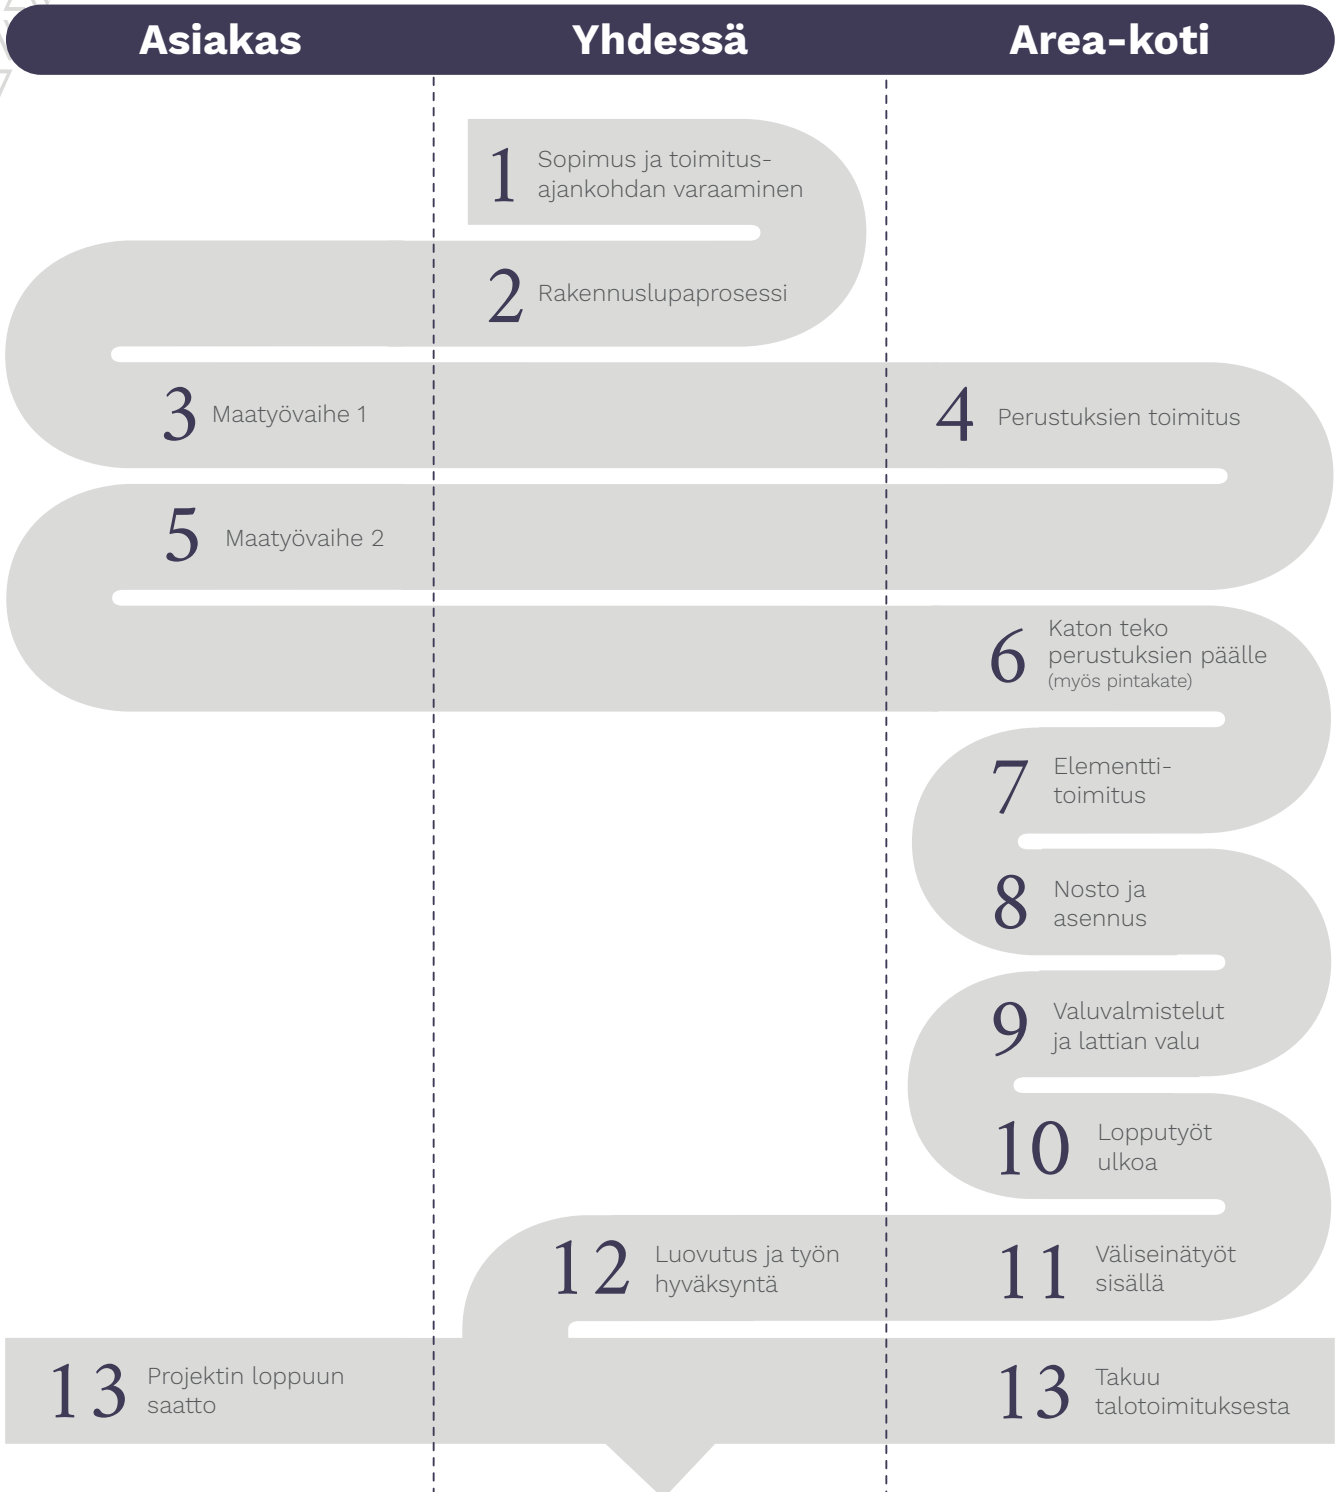 Asiakas
Yhdessä
Area-koti
1
Sopimus ja toimitus-
ajankohdan varaaminen
2
Rakennuslupaprosessi
3
Maatyövaihe 1
4
Perustuksien toimitus
5
Maatyövaihe 2
6
Katon teko
perustuksien päälle
(myös pintakate)
7
Elementti-
toimitus
8
Nosto ja
asennus
9
Valuvalmistelut
ja lattian valu
10
Lopputyöt
ulkoa
11
Väliseinätyöt
sisällä
12
Luovutus ja työn
hyväksyntä
13
Projektin loppuun
saatto
13
Takuu
talotoimituksesta